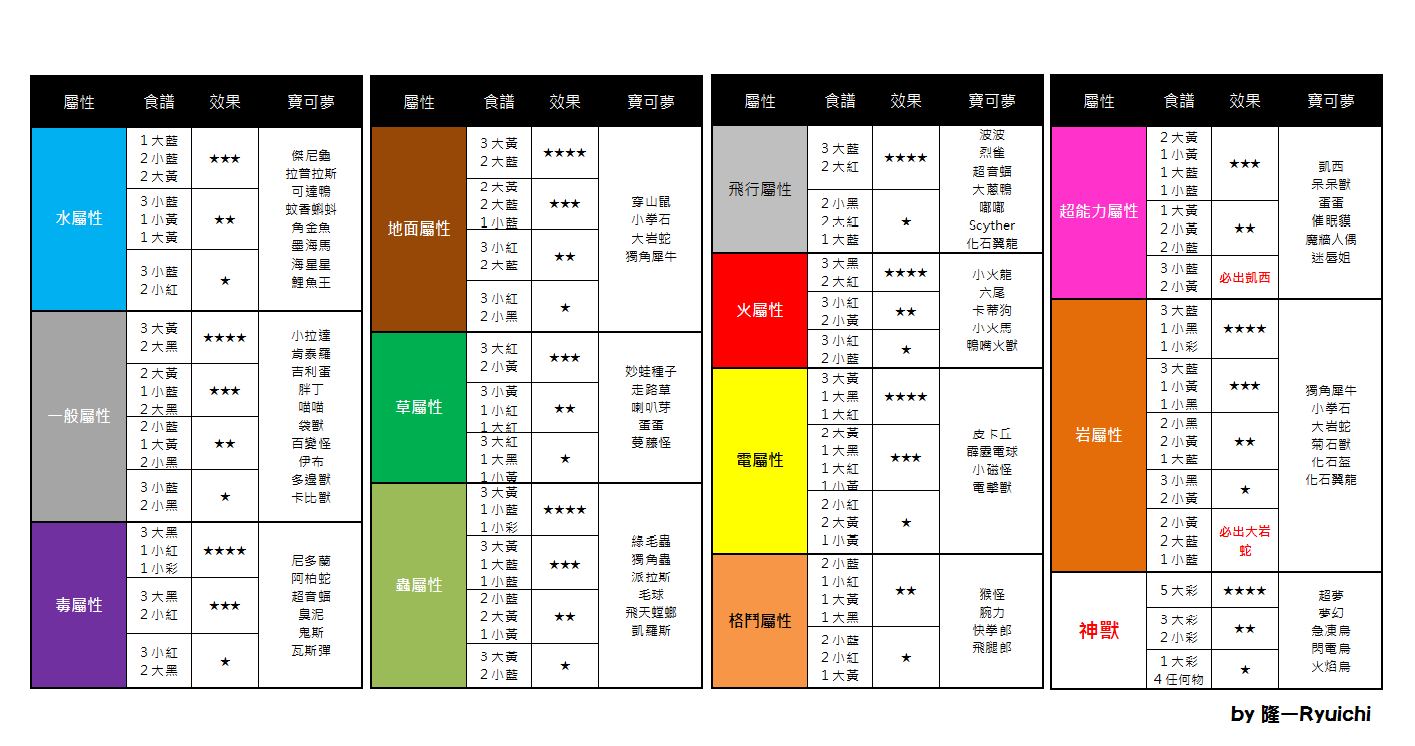 屬性 食譜 效果 寶可夢
水屬性
1 大藍
2 小藍
2 大黃
★★★
3 小藍
1 小黃
1 大黃
★★
3 小藍
2 小紅
★
傑尼龜
拉普拉斯
可達鴨
蚊香蝌蚪
角金魚
墨海馬
海星星
鯉魚王
一般屬性
3 大黃
2 大黑
★★★★
2 大黃
1 小藍
2 大黑
★★★
2 小藍
1 大黃
2 小黑
★★
3 小藍
2 小黑
★
小拉達
肯泰羅
吉利蛋
胖丁
喵喵
袋獸
百變怪
伊布
多邊獸
卡比獸
毒屬性
3 大黑
1 小紅
1 小彩
★★★★
3 大黑
2 小紅
★★★
3 小紅
2 大黑
★
尼多蘭
阿柏蛇
超音蝠
臭泥
鬼斯
瓦斯彈
屬性 食譜 效果 寶可夢
地面屬性
3 大黃
2 大藍
★★★★
2 大黃
2 大藍
1 小藍
★★★
3 小紅
2 大藍
★★
3 小紅
2 小黑
★
穿山鼠
小拳石
大岩蛇
獨角犀牛
草屬性
3 大紅
2 小黃
★★★
3 小黃
1 小紅
1 大紅
★★
3 大紅
1 大黑
1 小黃
★
妙蛙種子
走路草
喇叭芽
蛋蛋
蔓藤怪
蟲屬性
3 大黃
1 小藍
1 小彩
★★★★
3 大黃
1 大藍
1 小藍
★★★
2 小藍
2 大黃
1 小黃
★★
3 大黃
2 小藍
★
綠毛蟲
獨角蟲
派拉斯
毛球
飛天螳螂
凱羅斯
屬性 食譜 效果 寶可夢
飛行屬性
3 大藍
2 大紅
★★★★
2 小黑
2 大紅
1 大藍
★
波波
烈雀
超音蝠
大蔥鴨
嘟嘟
Scyther
化石翼龍
火屬性
3 大黑
2 大紅
★★★★
3 小紅
2 小黃
★★
3 小紅
2 小藍
★
小火龍
六尾
卡蒂狗
小火馬
鴨嘴火獸
電屬性
3 大黃
1 大黑
1 大紅
★★★★
2 大黃
1 大黑
1 大紅
1 小黃
★★★
2 小紅
2 大黃
1 小黃
★
皮卡丘
霹靂電球
小磁怪
電擊獸
格鬥屬性
2 小藍
1 小紅
1 大黃
1 大黑
★★
2 小藍
2 小紅
1 大黃
★
猴怪
腕力
快拳郎
飛腿郎
屬性 食譜 效果 寶可夢
超能力屬性
2 大黃
1 小黃
1 大藍
1 小藍
★★★
1 大黃
2 小黃
2 小藍
★★
3 小藍
2 小黃
必出凱西
凱西
呆呆獸
蛋蛋
催眠貘
魔牆人偶
迷唇姐
岩屬性
3 大藍
1 小黑
1 小彩
★★★★
3 大藍
1 小黃
1 小黑
★★★
2 小黑
2 小黃
1 大藍
★★
3 小黑
2 小黃
★
2 小黃
2 大藍
1 小藍
必出大岩
蛇
獨角犀牛
小拳石
大岩蛇
菊石獸
化石盔
化石翼龍
神獸
5 大彩
★★★★
3 大彩
2 小彩
★★
1 大彩
4 任何物
★
超夢
夢幻
急凍鳥
閃電鳥
火焰鳥
by 隆一Ryuichi